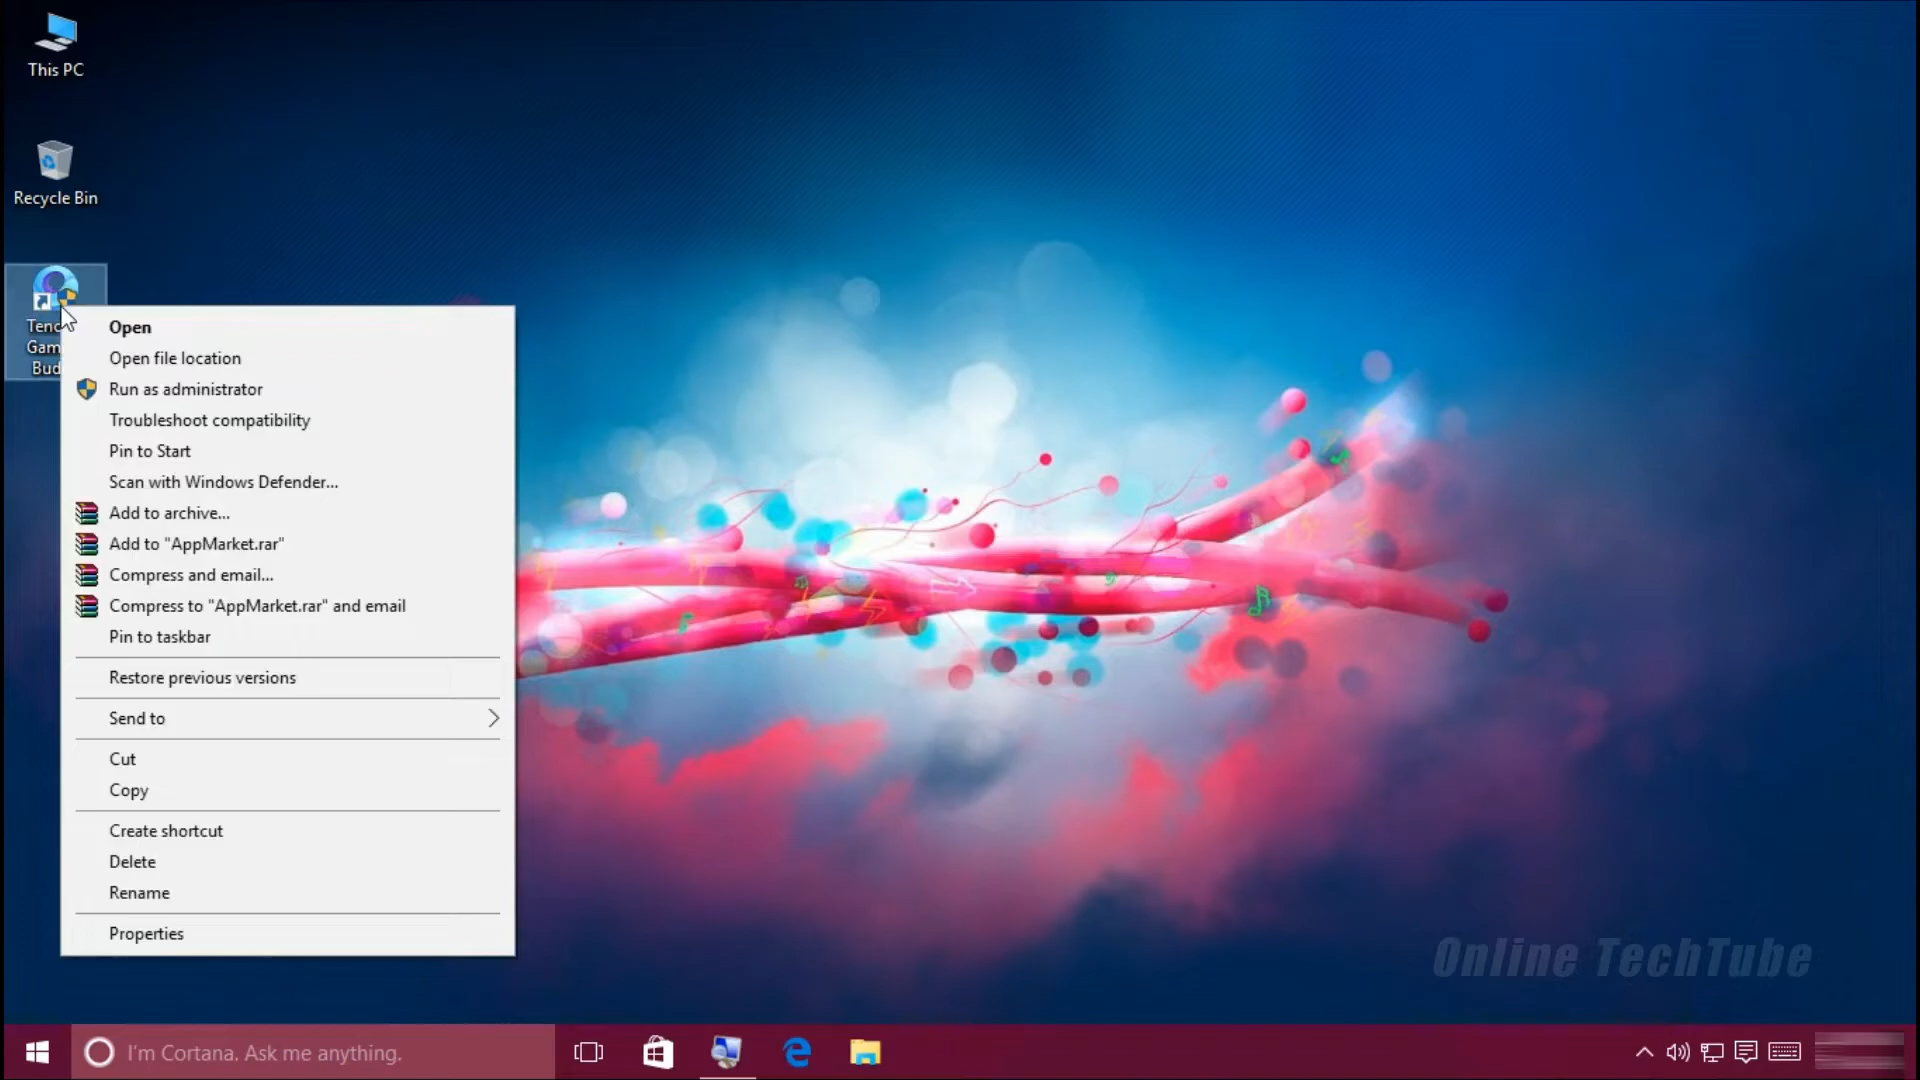 This PC
Recycle Bin
Open
Open file location
Run as administrator
Troubleshoot compatibility
Pin to Start
Scan with Windows Defender...
Add to archive...
Add to "AppMarket.rar"
Compress and email...
Compress to "AppMarket.rar" and email
Pin to taskbar
Restore previous versions
Send to
Cut
Copy
Create shortcut
Delete
Rename
Properties
Online TechTube
I'm Cortana. Ask me anything.